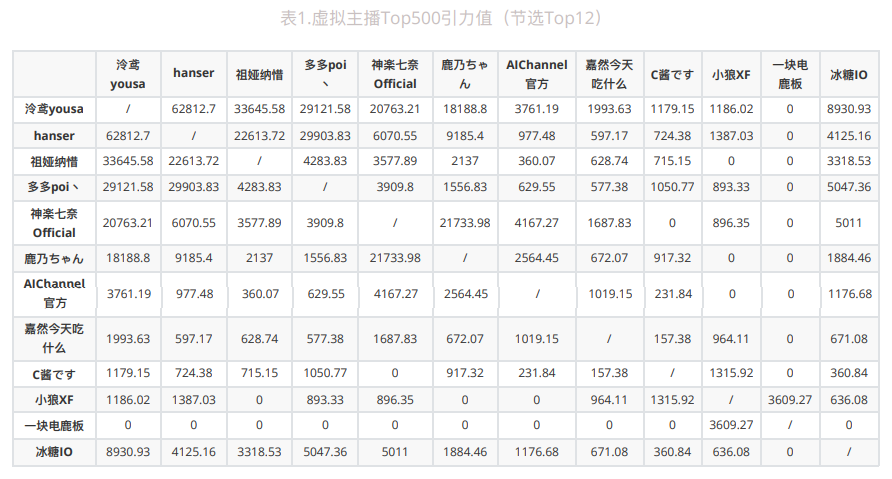 表1.虚拟主播Top500引力值（节选Top12）
泠鸢yousa hanser 祖娅纳惜 多多poi丶 神楽七奈Official 鹿乃ちゃん AIChannel官方 嘉然今天吃什么 C酱です 小狼XF 一块电鹿板 冰糖IO
泠鸢yousa / 62812.7 33645.58 29121.58 20763.21 18188.8 3761.19 1993.63 1179.15 1186.02 0 8930.93
hanser 62812.7 / 22613.72 29903.83 6070.55 9185.4 977.48 597.17 724.38 1387.03 0 4125.16
祖娅纳惜 33645.58 22613.72 / 4283.83 3577.89 2137 360.07 628.74 715.15 0 0 3318.53
多多poi丶 29121.58 29903.83 4283.83 / 3909.8 1556.83 629.55 577.38 1050.77 893.33 0 5047.36
神楽七奈Official 20763.21 6070.55 3577.89 3909.8 / 21733.98 4167.27 1687.83 0 896.35 0 5011
鹿乃ちゃん 18188.8 9185.4 2137 1556.83 21733.98 / 2564.45 672.07 917.32 0 0 1884.46
AIChannel官方 3761.19 977.48 360.07 629.55 4167.27 2564.45 / 1019.15 231.84 0 0 1176.68
嘉然今天吃什么 1993.63 597.17 628.74 577.38 1687.83 672.07 1019.15 / 157.38 964.11 0 671.08
C酱です 1179.15 724.38 715.15 1050.77 0 917.32 231.84 157.38 / 1315.92 0 360.84
小狼XF 1186.02 1387.03 0 893.33 896.35 0 0 964.11 1315.92 / 3609.27 636.08
一块电鹿板 0 0 0 0 0 0 0 0 0 3609.27 / 0
冰糖IO 8930.93 4125.16 3318.53 5047.36 5011 1884.46 1176.68 671.08 360.84 636.08 0 /